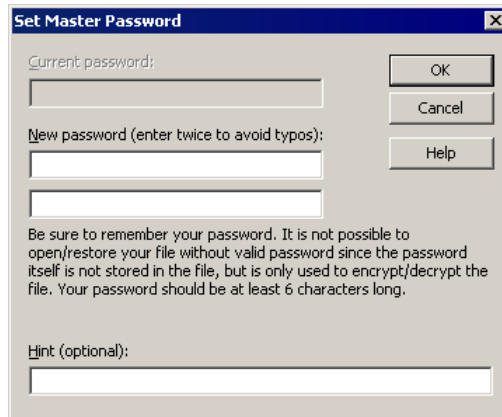 Set Master Password
Current password:
OK
Cancel
New password (enter twice to avoid typos):
Help
Be sure to remember your password. It is not possible to
open/restore your file without valid password since the password
itself is not stored in the file, but is only used to encrypt/decrypt the
file. Your password should be at least 6 characters long.
Hint (optional):